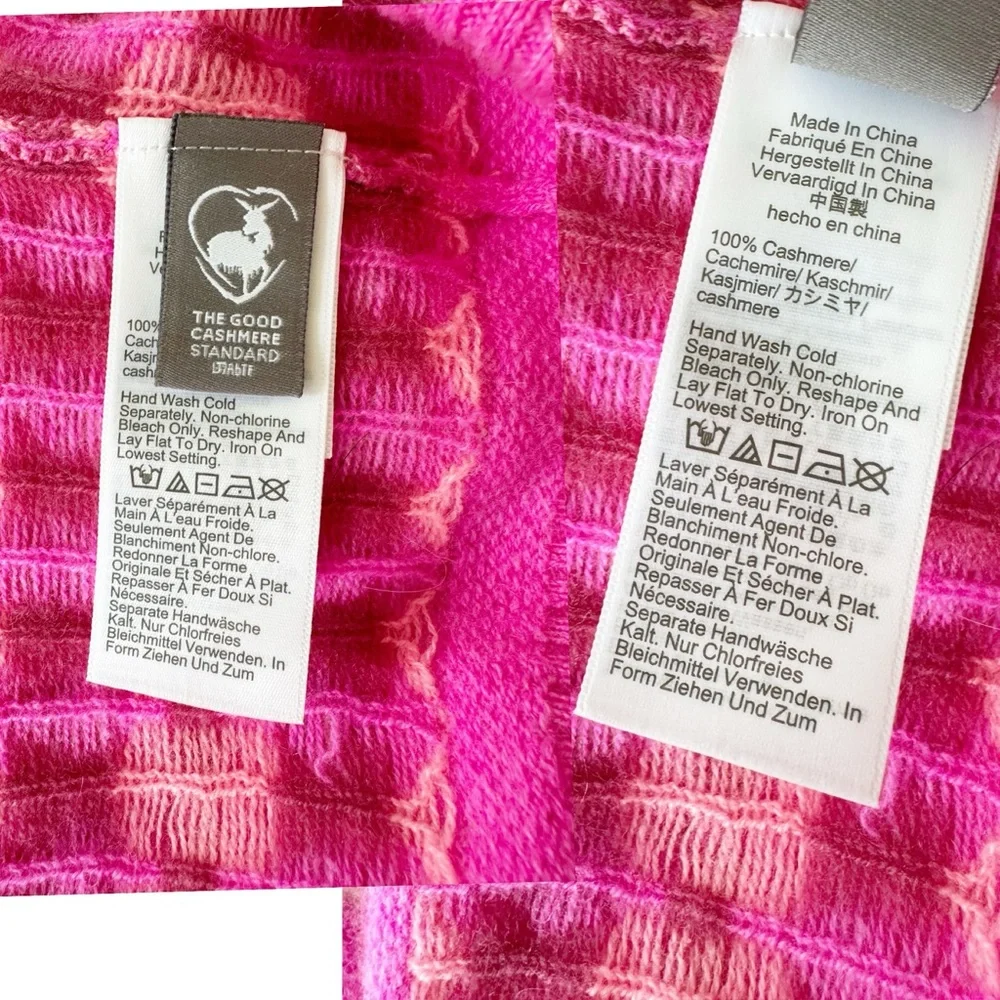 THE GOOD
CASHMERE
STANDARD
by AbTF
100%
Cach
Kasj
cash
Hand Wash Cold
Separately. Non-chlorine
Bleach Only. Reshape And
Lay Flat To Dry. Iron On
Lowest Setting.
Laver Séparément À La
Main À L'eau Froide.
Seulement Agent De
Blanchiment Non-chlore.
Redonner La Forme
Originale Et Sécher À Plat.
Repasser À Fer Doux Si
Nécessaire.
Separate Handwäsche
Kalt. Nur Chlorfreies
Bleichmittel Verwenden. In
Form Ziehen Und Zum
Made In China
Fabriqué En Chine
Hergestellt In China
Vervaardigd In China
中国製
hecho en china
100% Cashmere/
Cachemire/ Kaschmir/
Kasjmier/ カシミヤ/
cashmere
Hand Wash Cold
Separately. Non-chlorine
Bleach Only. Reshape And
Lay Flat To Dry. Iron On
Lowest Setting.
Laver Séparément À La
Main À L'eau Froide.
Seulement Agent De
Blanchiment Non-chlore.
Redonner La Forme
Originale Et Sécher À Plat.
Repasser À Fer Doux Si
Nécessaire.
Separate Handwäsche
Kalt. Nur Chlorfreies
Bleichmittel Verwenden. In
Form Ziehen Und Zum